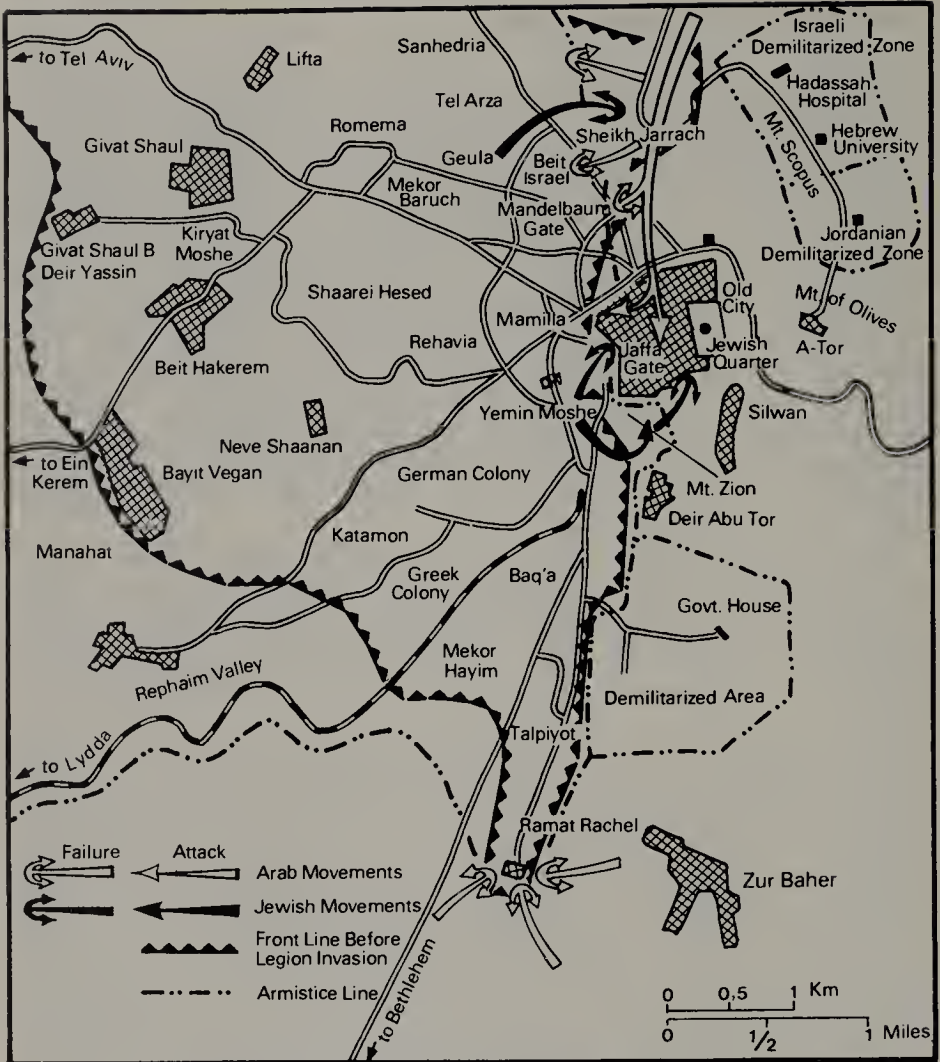 Israeli
Demilitarized Zone
Sanhedria
to Tel Aviv
Lifta
Hadassah
Hospital
Tel Arza
Mt. Scopus
Romema
Sheikh Jarrach
Hebrew
University
Givat Shaul
Geula
Beit
Israel
Mekor
Baruch
Mandelbaum
Gate
Givat Shaul B
Deir Yassin
Kiryat
Moshe
Jordanian
Demilitarized Zone
Shaarei Hesed
Old
City
Mt. of Olives
Mamilla
Rehavia
Jaffa
Gate
Jewish
Quarter
A-Tor
Beit Hakerem
Yemin Moshe
Silwan
Neve Shaanan
to Ein
Kerem
Bayit Vegan
German Colony
Mt. Zion
Deir Abu Tor
Katamon
Manahat
Greek
Colony
Baq'a
Govt. House
Mekor
Hayim
Rephaim Valley
Demilitarized Area
Talpiyot
to Lydda
Ramat Rachel
Failure Attack
Arab Movements
Zur Baher
Jewish Movements
Front Line Before
Legion Invasion
Armistice Line
to Bethlehem
0 0,5 1 Km
0 1/2 1 Miles